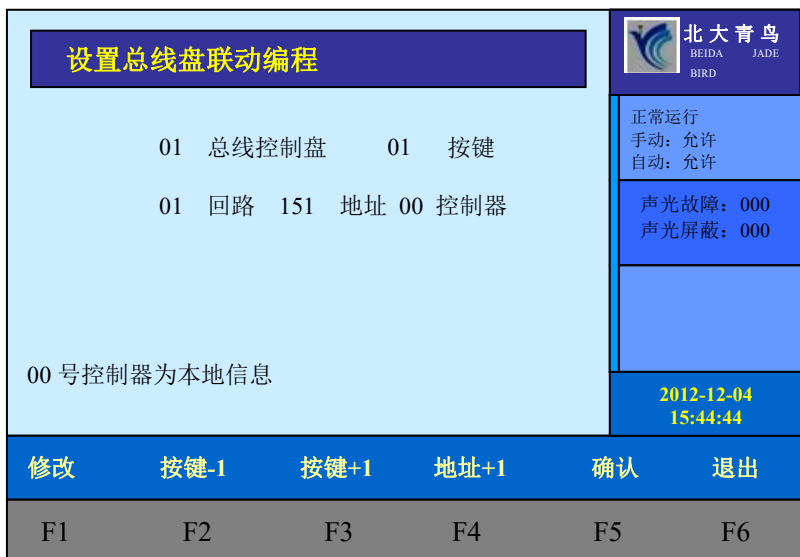 设置总线盘联动编程
北大青鸟
BEIDA JADE
BIRD
正常运行
手动：允许
自动：允许
01 总线控制盘 01 按键
01 回路 151 地址 00 控制器
声光故障：000
声光屏蔽：000
00 号控制器为本地信息
2012-12-04
15:44:44
修改 按键-1 按键+1 地址+1 确认 退出
F1 F2 F3 F4 F5 F6